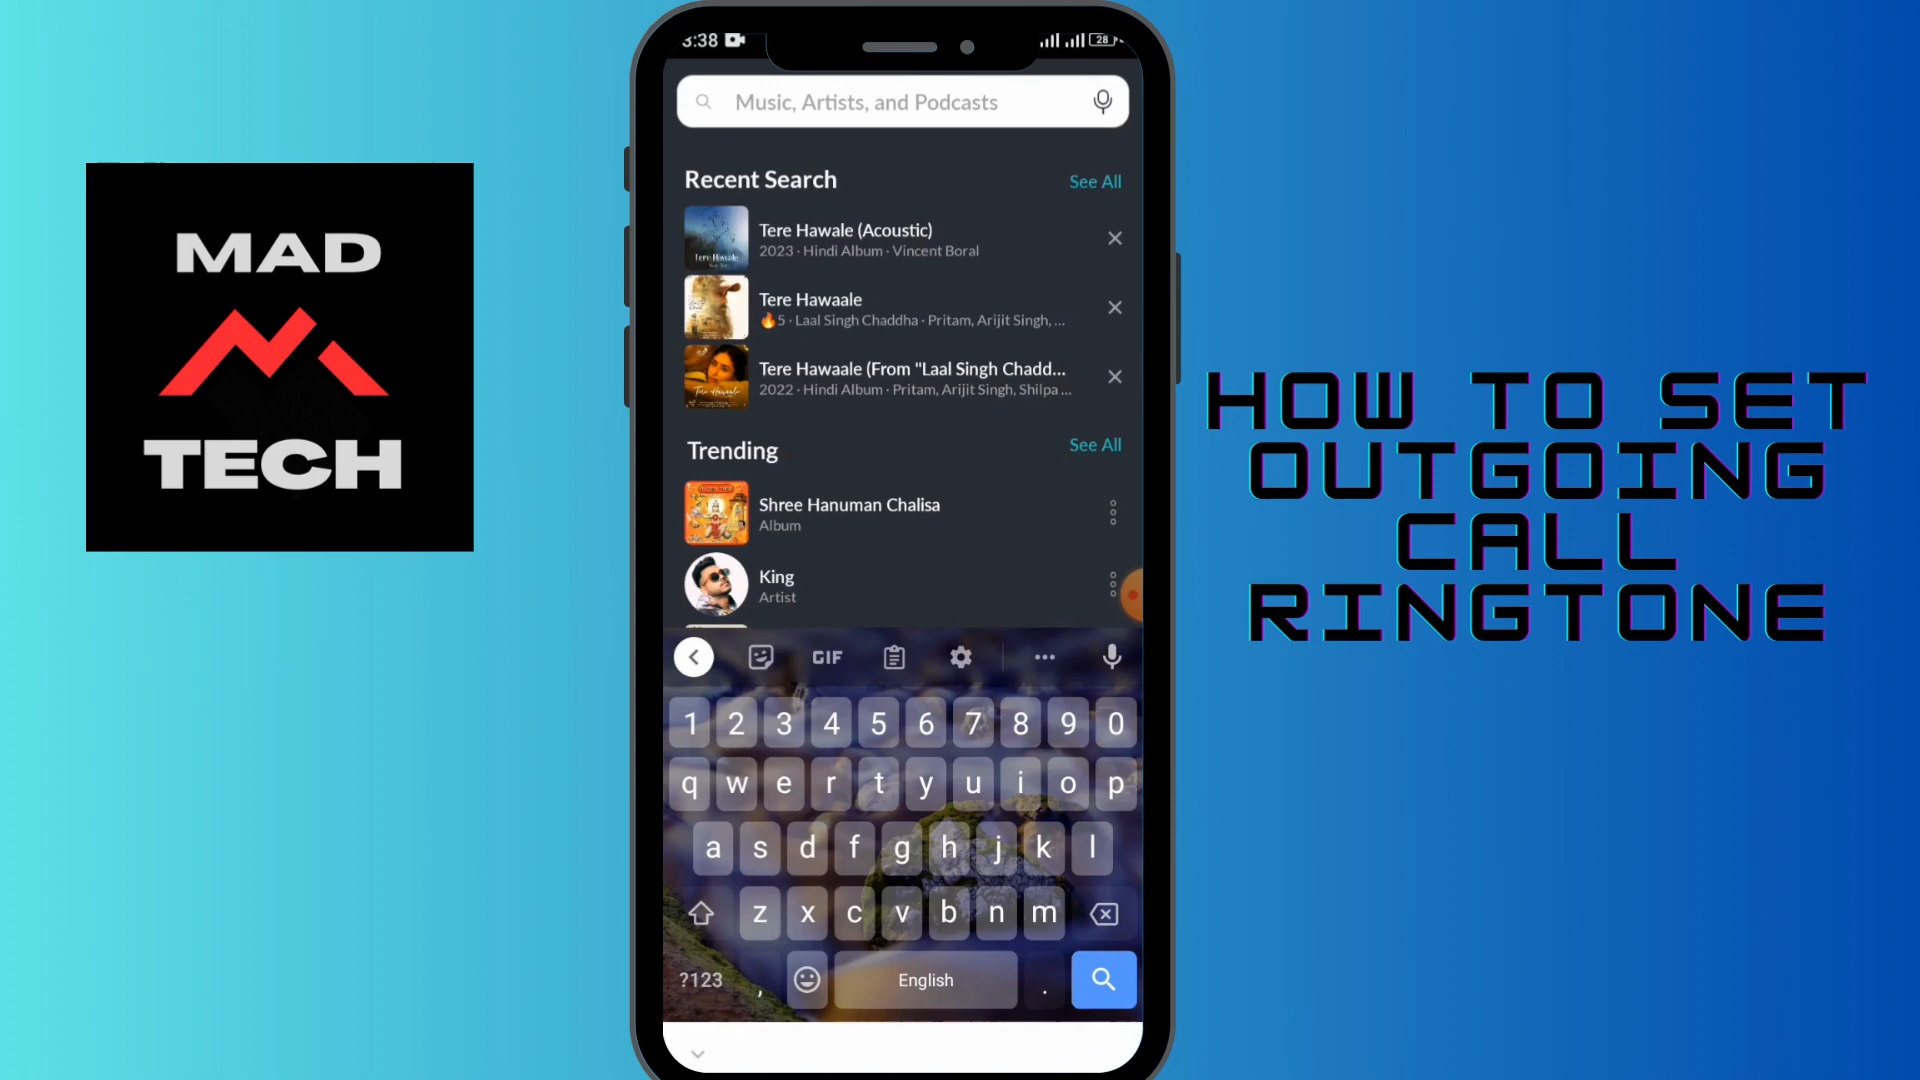 MAD
TECH
3:38
28
Music, Artists, and Podcasts
Recent Search
See All
Tere Hawale (Acoustic)
2023 · Hindi Album · Vincent Boral
Tere Hawaale
🔥5 · Laal Singh Chaddha · Pritam, Arijit Singh, ...
Tere Hawaale (From "Laal Singh Chadd...
2022 · Hindi Album · Pritam, Arijit Singh, Shilpa ...
Trending
See All
Shree Hanuman Chalisa
Album
King
Artist
GIF
1 2 3 4 5 6 7 8 9 0
q w e r t y u i o p
a s d f g h j k l
z x c v b n m
?123 , English .
HOW TO SET
OUTGOING
CALL
RINGTONE